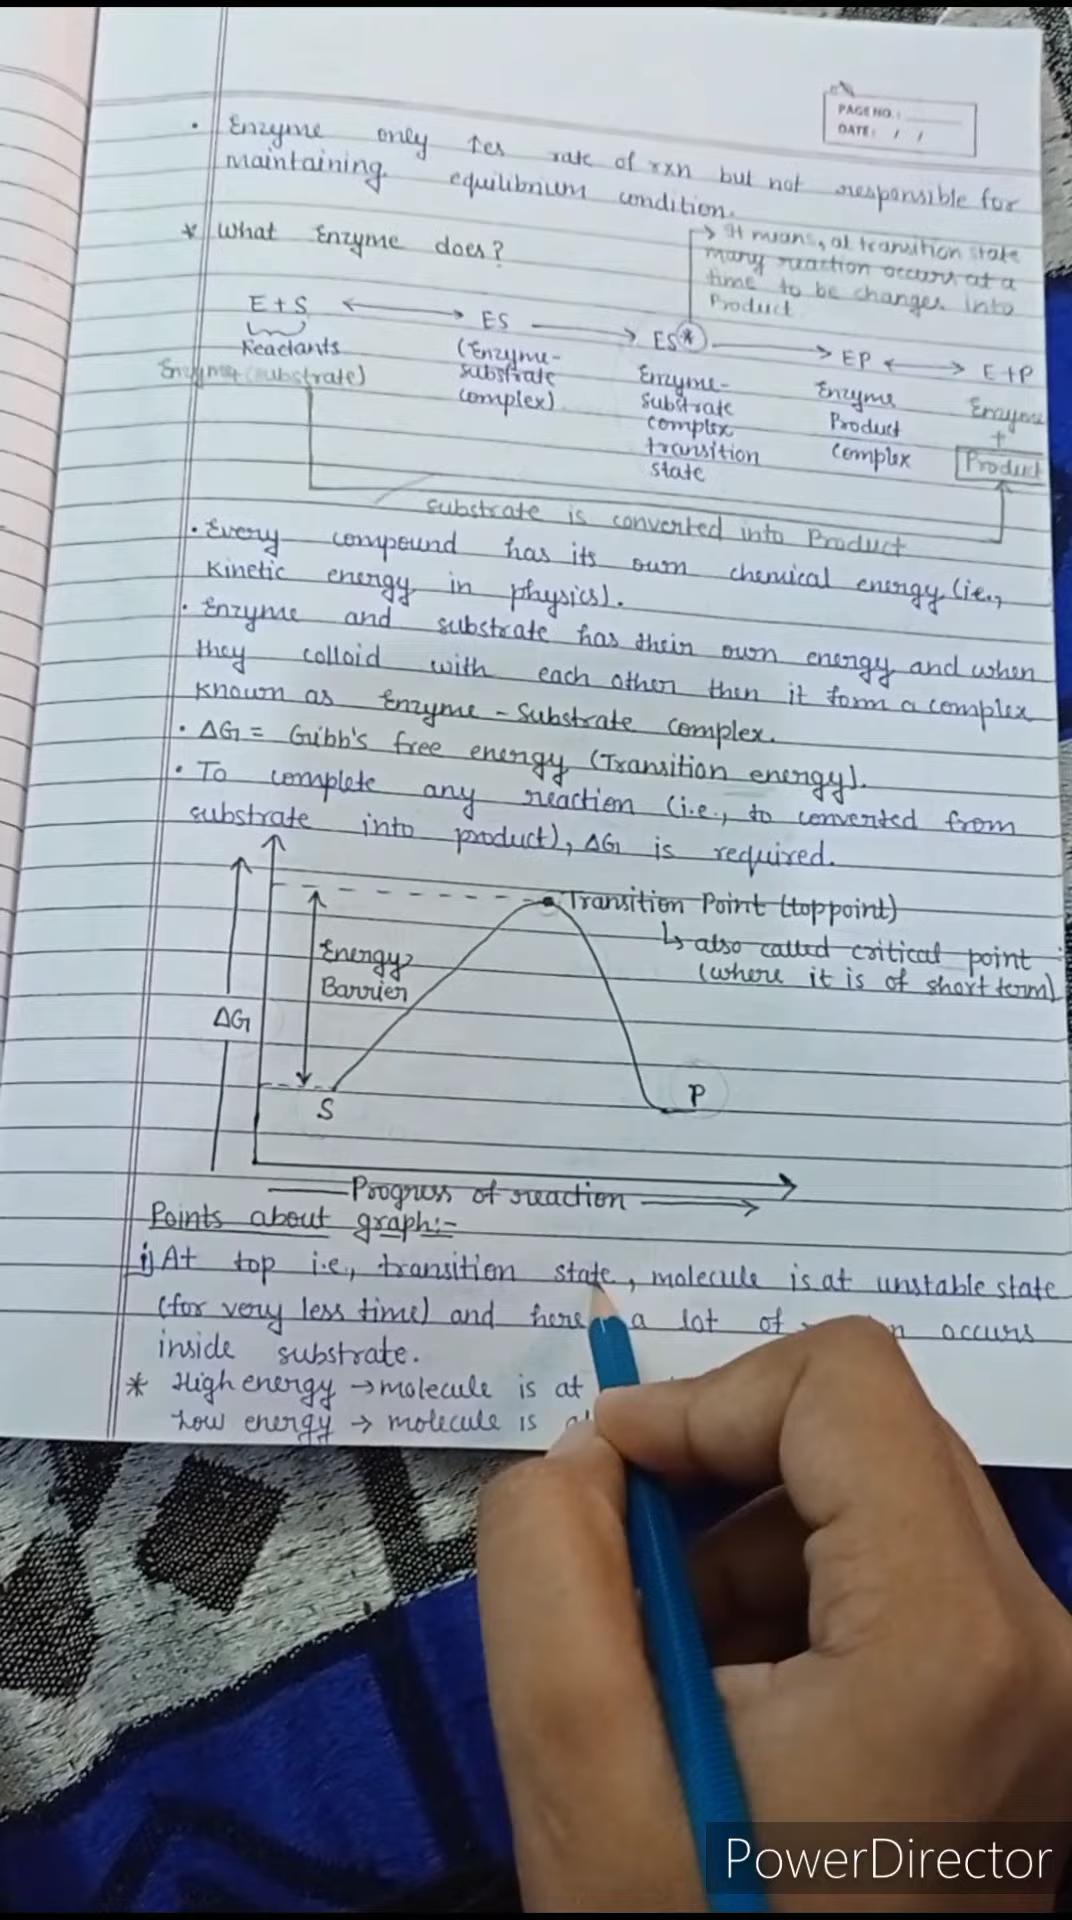 PAGE NO.:
DATE: / /
• Enzyme only ↑es rate of rxn but not responsible for
maintaining equilibrium condition.
* What Enzyme does?
→ It means, at transition state
many reaction occurs at a
time to be changes into
Product
E+S ⟷ ES → ES* → EP ⟷ E+P
Reactants
Enzyme+(substrate)
(Enzyme-
substrate
complex)
Enzyme-
Substrate
complex
transition
state
Enzyme
Product
complex
Enzyme
+
Product
substrate is converted into Product
• Every compound has its own chemical energy (i.e.,
Kinetic energy in physics).
• Enzyme and substrate has their own energy and when
they colloid with each other then it form a complex
known as Enzyme - Substrate complex.
• ΔG = Gibb's free energy (Transition energy).
• To complete any reaction (i.e., to converted from
substrate into product), ΔG is required.
Transition Point (top point)
↳ also called critical point
(where it is of short term)
Energy
Barrier
ΔG
S
P
Progress of reaction
Points about graph:-
i) At top i.e., transition state, molecule is at unstable state
(for very less time) and here a lot of occurs
inside substrate.
* High energy → molecule is at
Low energy → molecule is
PowerDirector